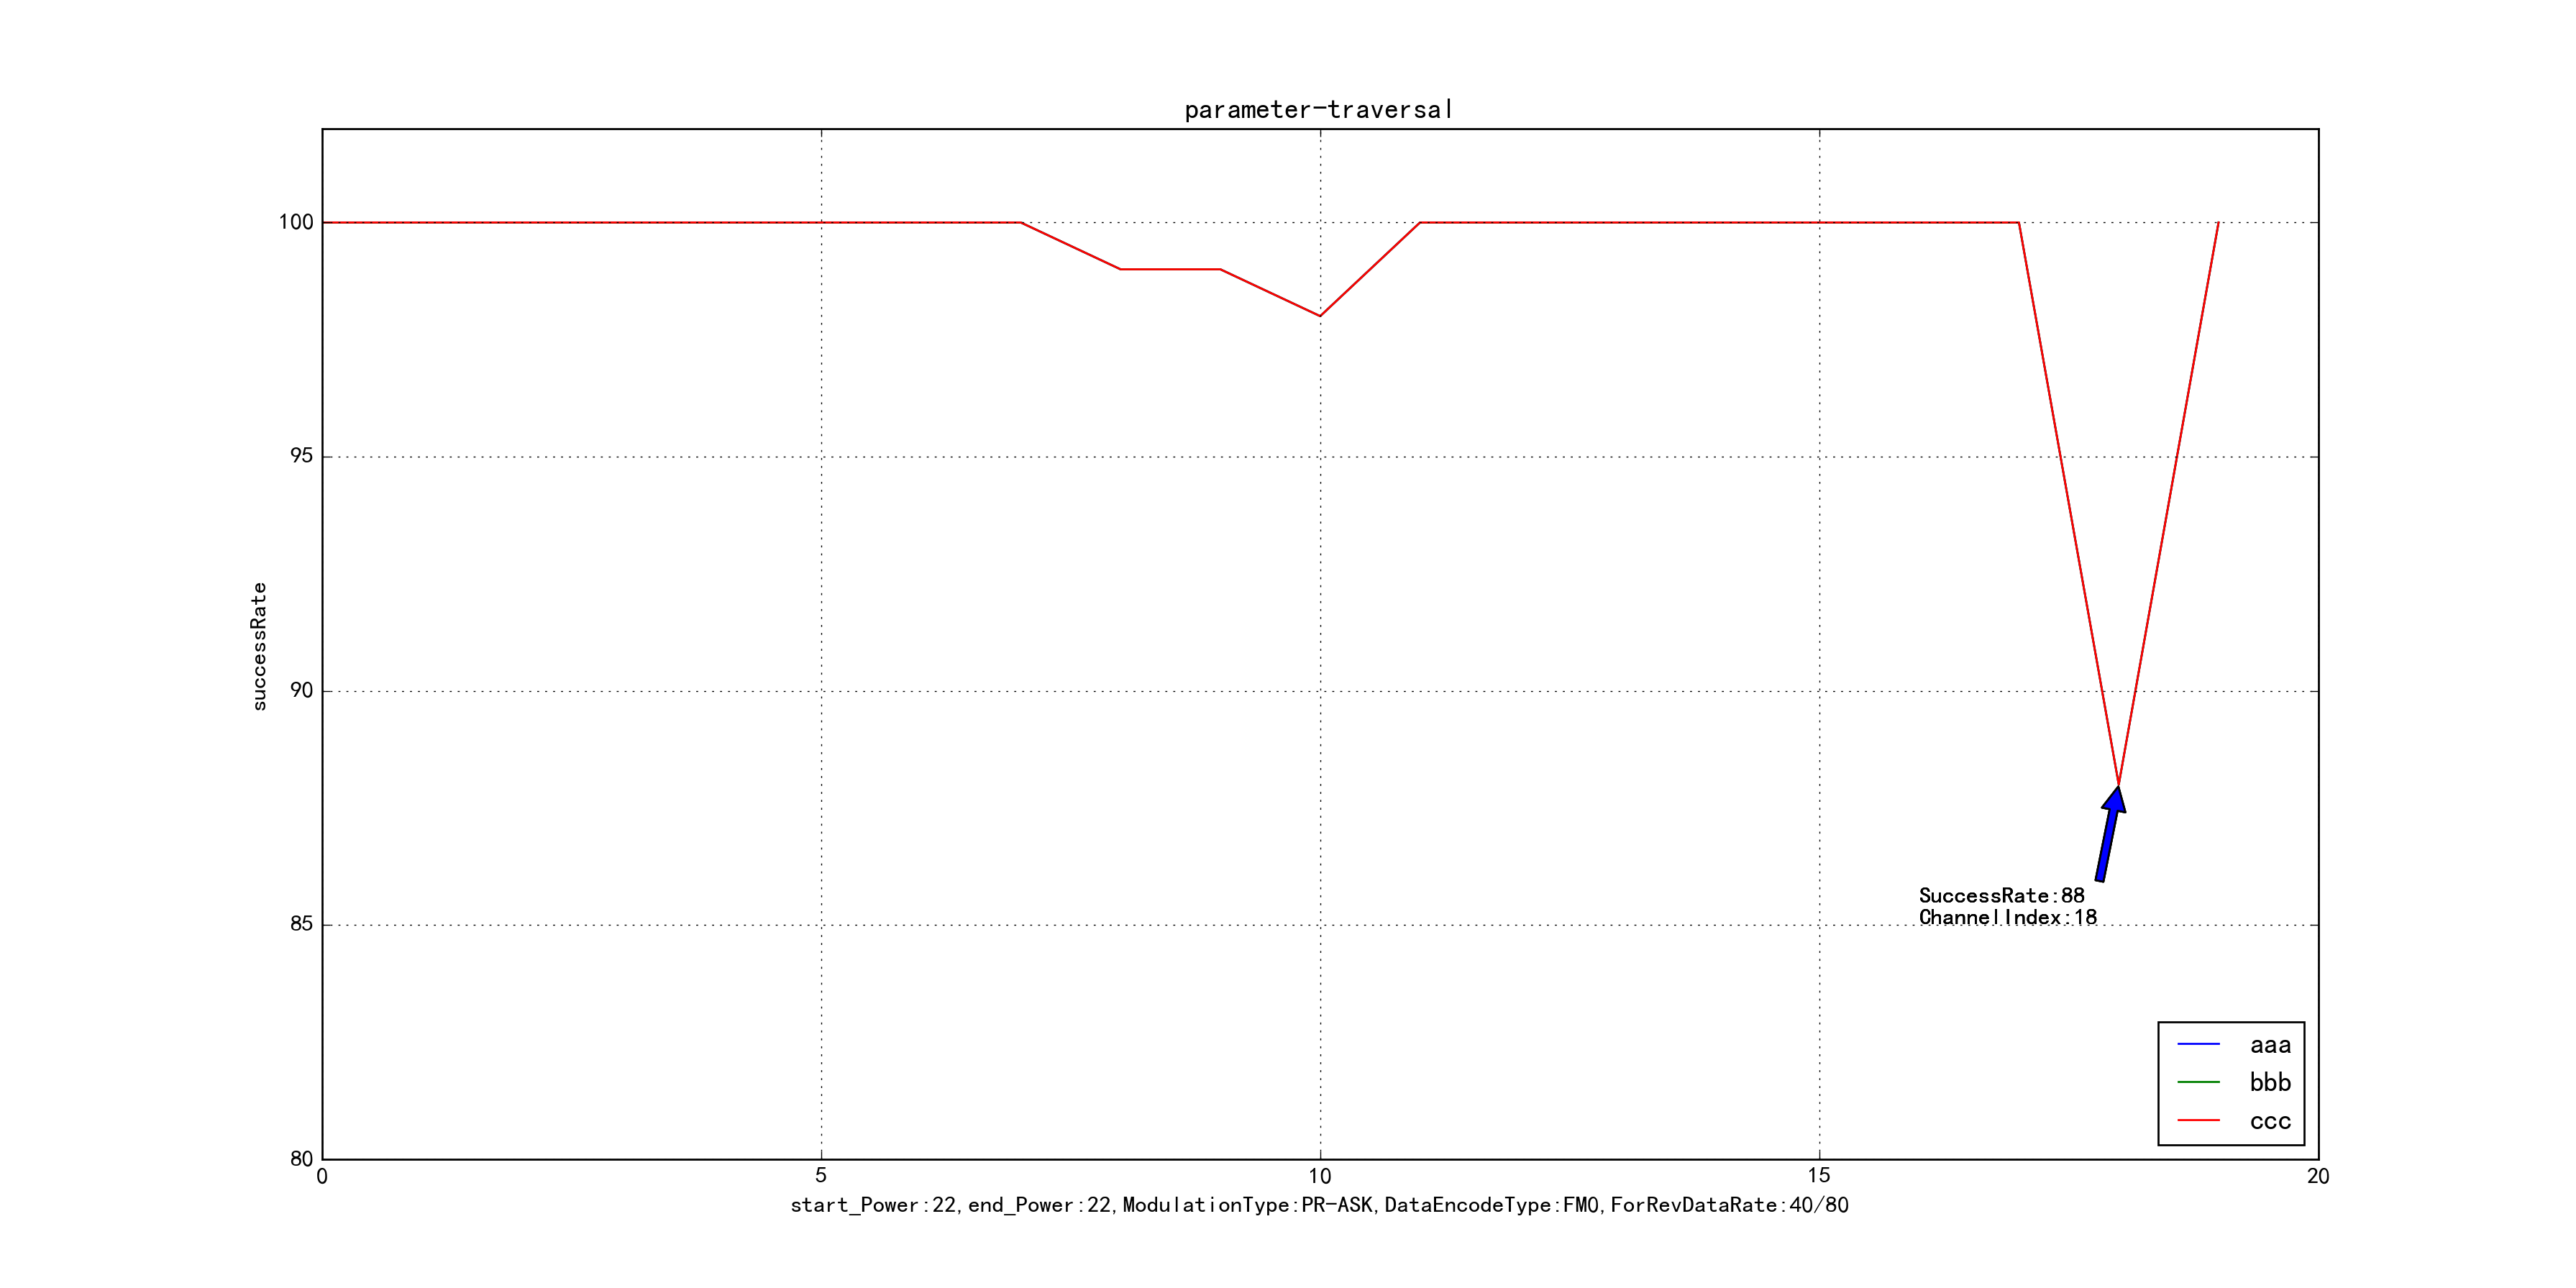 parameter-traversal
100
95
90
85
80
successRate
SuccessRate:88
ChannelIndex:18
aaa
bbb
ccc
0 5 10 15 20
start_Power:22,end_Power:22,ModulationType:PR-ASK,DataEncodeType:FM0,ForRevDataRate:40/80